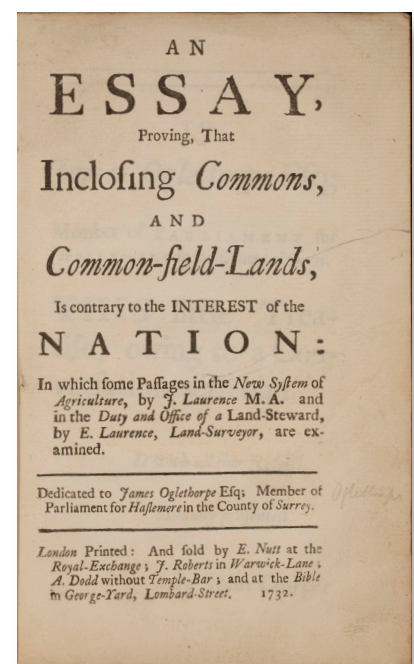 AN
ESSAY,
Proving, That
Incloſing Commons,
AND
Common-field-Lands,
Is contrary to the INTEREST of the
NATION:
In which ſome Paſſages in the New Syſtem of
Agriculture, by J. Laurence M. A. and
in the Duty and Office of a Land-Steward,
by E. Laurence, Land-Surveyor, are ex-
amined.
Dedicated to James Oglethorpe Eſq; Member of
Parliament for Haſlemere in the County of Surrey.
Oglethorpe
London Printed: And ſold by E. Nutt at the
Royal-Exchange; J. Roberts in Warwick-Lane;
A. Dodd without Temple-Bar; and at the Bible
in George-Yard, Lombard-Street. 1732.